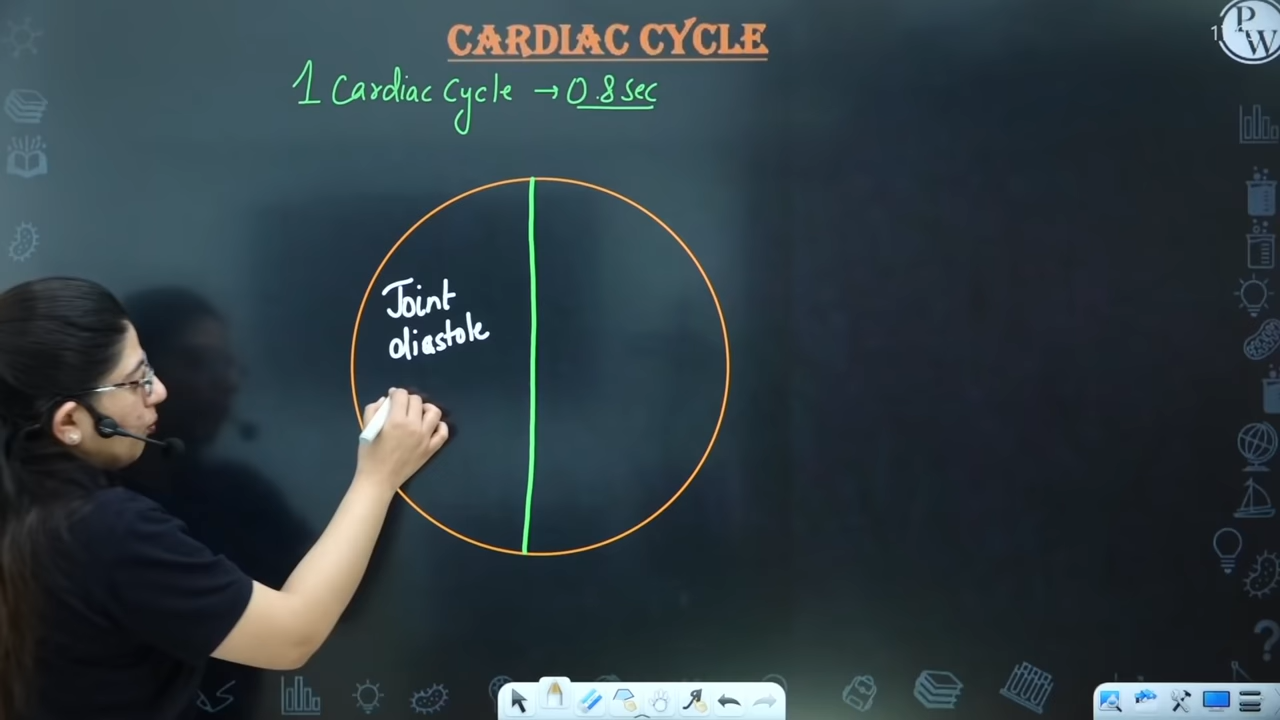 CARDIAC CYCLE
1 Cardiac Cycle → 0.8 sec
Joint
diastole
PW